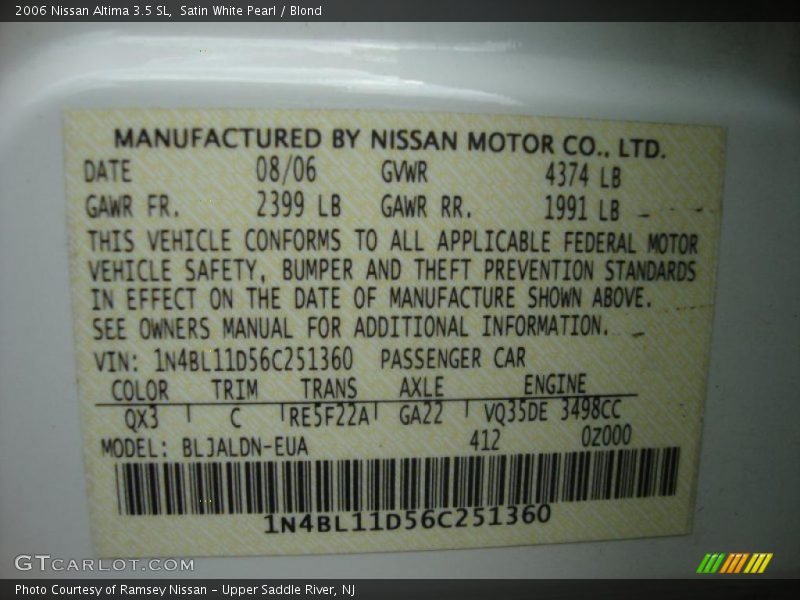 2006 Nissan Altima 3.5 SL,  Satin White Pearl / Blond
MANUFACTURED BY NISSAN MOTOR CO., LTD.
DATE 08/06 GVWR 4374 LB
GAWR FR. 2399 LB GAWR RR. 1991 LB
THIS VEHICLE CONFORMS TO ALL APPLICABLE FEDERAL MOTOR
VEHICLE SAFETY, BUMPER AND THEFT PREVENTION STANDARDS
IN EFFECT ON THE DATE OF MANUFACTURE SHOWN ABOVE.
SEE OWNERS MANUAL FOR ADDITIONAL INFORMATION.
VIN: 1N4BL11D56C251360 PASSENGER CAR
COLOR TRIM TRANS AXLE ENGINE
QX3 C RE5F22A GA22 VQ35DE 3498CC
MODEL: BLJALDN-EUA 412 0Z000
1N4BL11D56C251360
GTCARLOT.COM
Photo Courtesy of Ramsey Nissan - Upper Saddle River, NJ